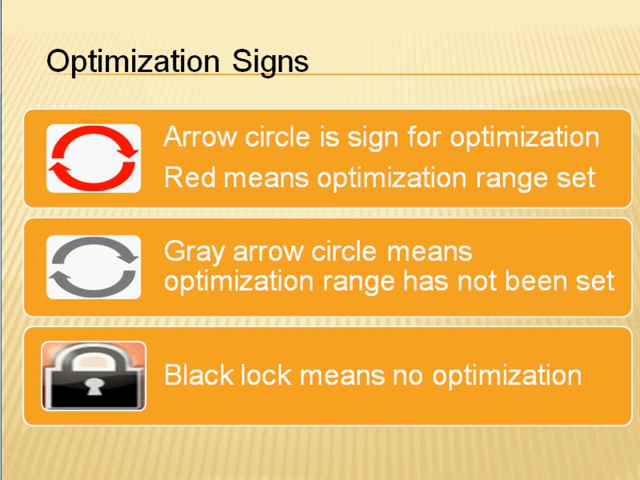 Optimization Signs
Arrow circle is sign for optimization
Red means optimization range set
Gray arrow circle means
optimization range has not been set
Black lock means no optimization